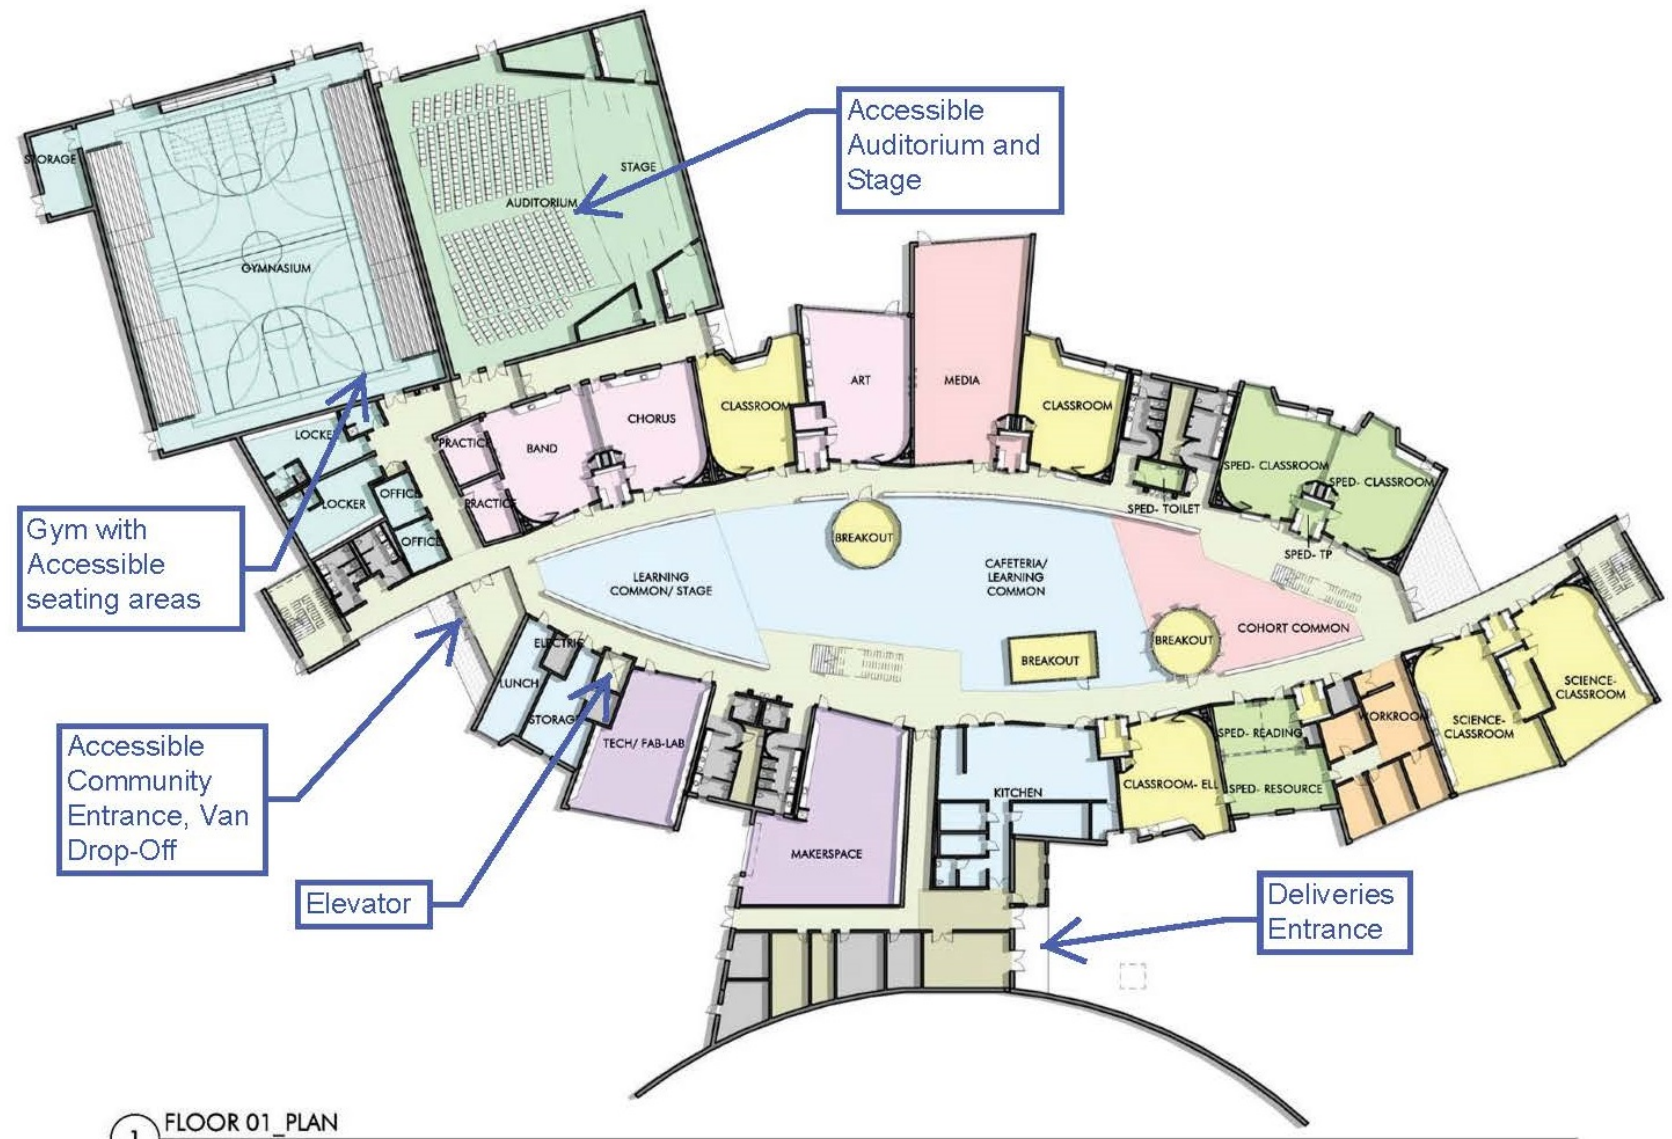 Accessible
Auditorium and
Stage
STORAGE
STAGE
AUDITORIUM
GYMNASIUM
ART
MEDIA
CLASSROOM
CLASSROOM
CHORUS
LOCKER
PRACTICE
BAND
SPED- CLASSROOM
SPED- CLASSROOM
OFFICE
LOCKER
PRACTICE
SPED- TOILET
Gym with
Accessible
seating areas
OFFICE
BREAKOUT
SPED- TP
LEARNING
COMMON/ STAGE
CAFETERIA/
LEARNING
COMMON
COHORT COMMON
BREAKOUT
ELECTRIC
BREAKOUT
LUNCH
STORAGE
SCIENCE-
CLASSROOM
WORKROOM
SCIENCE-
CLASSROOM
SPED- READING
TECH/ FAB-LAB
Accessible
Community
Entrance, Van
Drop-Off
CLASSROOM- ELL
SPED- RESOURCE
KITCHEN
MAKERSPACE
Elevator
Deliveries
Entrance
1
FLOOR 01_PLAN